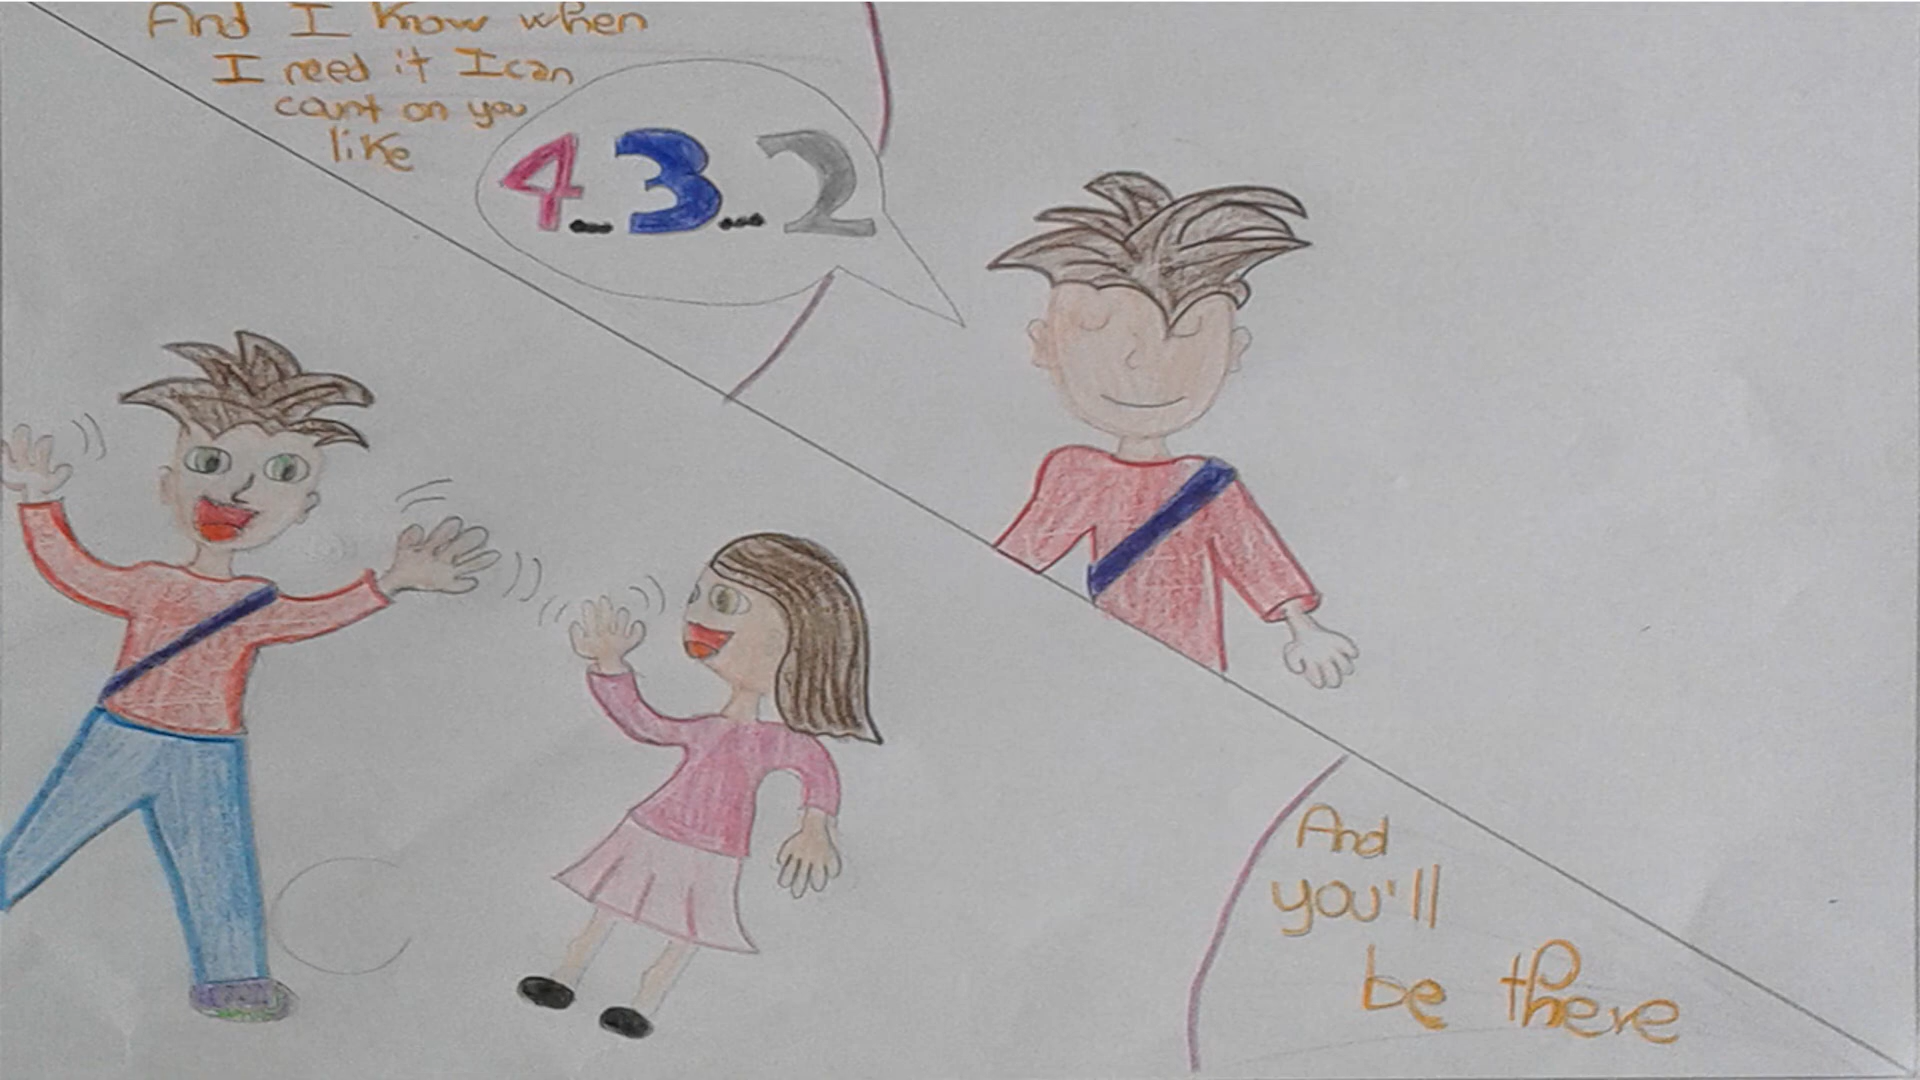 And I know when
I need it I can
count on you
like
4...3...2
And
you'll
be there